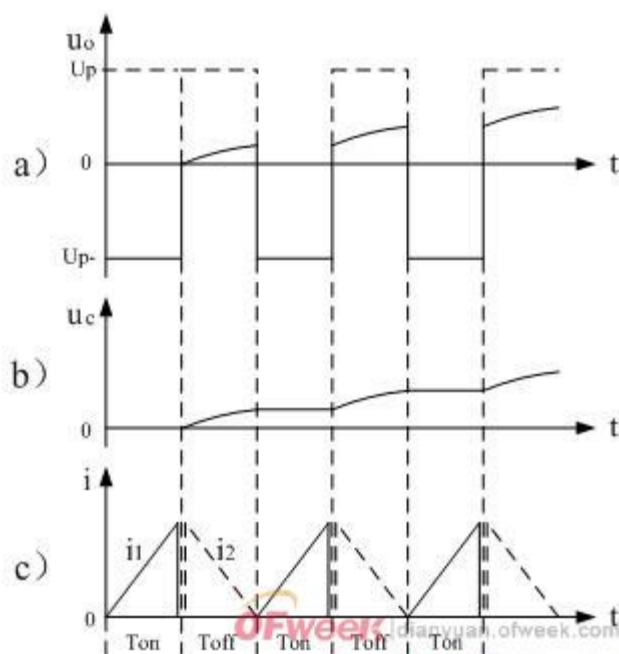 uo
Up
a)
0
t
Up-
uc
b)
0
t
i
i1
i2
c)
0
t
Ton
Toff
Ton
Toff
Ton
OFweek
dianyuan.ofweek.com